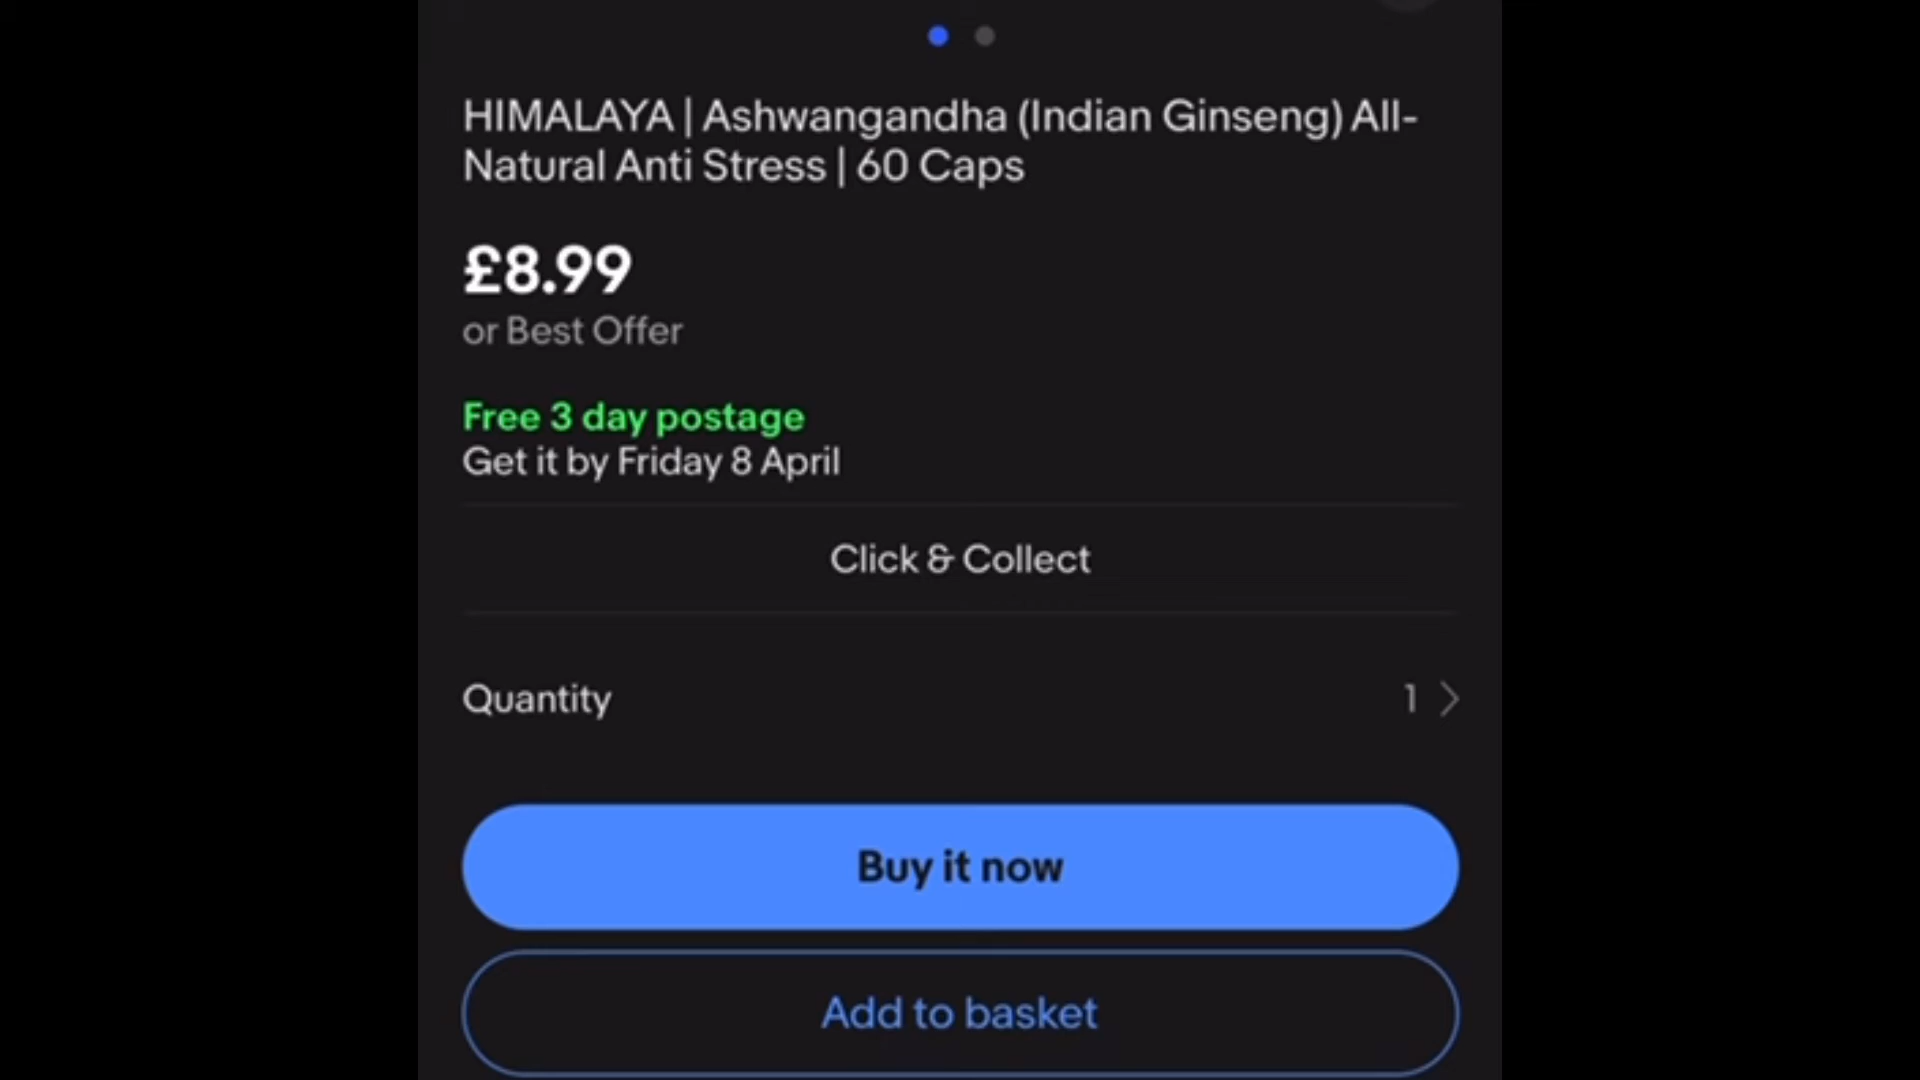 HIMALAYA | Ashwangandha (Indian Ginseng) All-
Natural Anti Stress | 60 Caps
£8.99
or Best Offer
Free 3 day postage
Get it by Friday 8 April
Click & Collect
Quantity 1
Buy it now
Add to basket